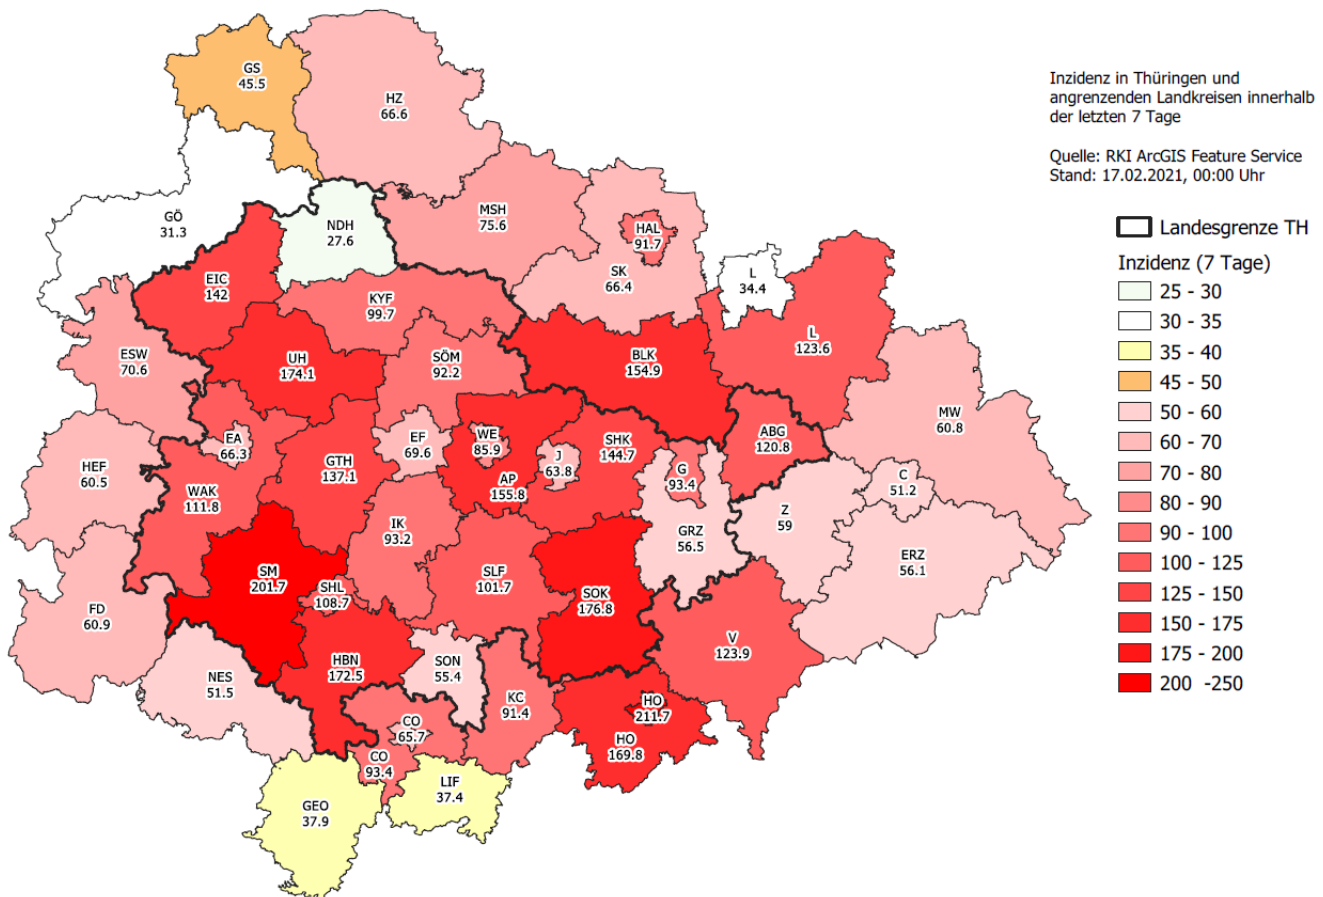 Inzidenz in Thüringen und
angrenzenden Landkreisen innerhalb
der letzten 7 Tage
Quelle: RKI ArcGIS Feature Service
Stand: 17.02.2021, 00:00 Uhr
Landesgrenze TH
Inzidenz (7 Tage)
25 - 30
30 - 35
35 - 40
45 - 50
50 - 60
60 - 70
70 - 80
80 - 90
90 - 100
100 - 125
125 - 150
150 - 175
175 - 200
200 -250
GS
45.5
HZ
66.6
GÖ
31.3
NDH
27.6
MSH
75.6
HAL
91.7
SK
66.4
L
34.4
EIC
142
KYF
99.7
L
123.6
ESW
70.6
UH
174.1
SÖM
92.2
BLK
154.9
MW
60.8
EA
66.3
EF
69.6
WE
85.9
J
63.8
SHK
144.7
ABG
120.8
HEF
60.5
GTH
137.1
G
93.4
C
51.2
WAK
111.8
AP
155.8
Z
59
IK
93.2
GRZ
56.5
ERZ
56.1
SM
201.7
SHL
108.7
SLF
101.7
SOK
176.8
FD
60.9
V
123.9
NES
51.5
HBN
172.5
SON
55.4
KC
91.4
HO
211.7
CO
65.7
HO
169.8
CO
93.4
LIF
37.4
GEO
37.9